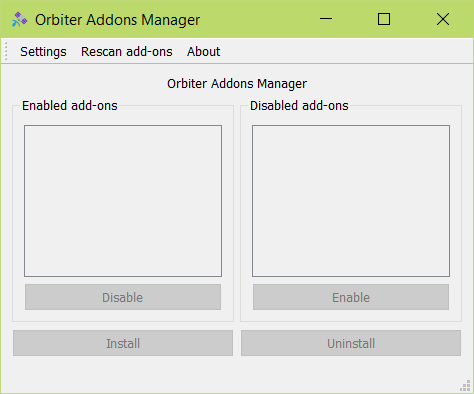 Orbiter Addons Manager
Settings Rescan add-ons About
Orbiter Addons Manager
Enabled add-ons Disabled add-ons
Disable Enable
Install Uninstall